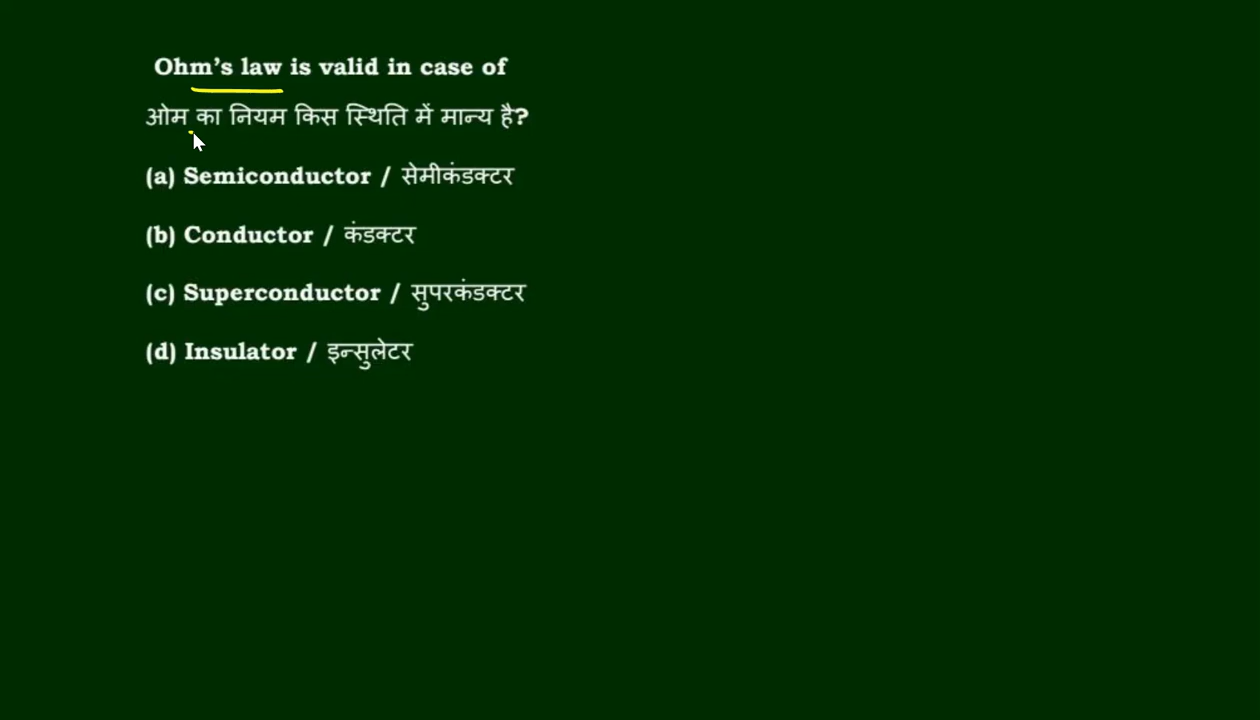 Ohm’s law is valid in case of
ओम का नियम किस स्थिति में मान्य है?
(a) Semiconductor / सेमीकंडक्टर
(b) Conductor / कंडक्टर
(c) Superconductor / सुपरकंडक्टर
(d) Insulator / इन्सुलेटर